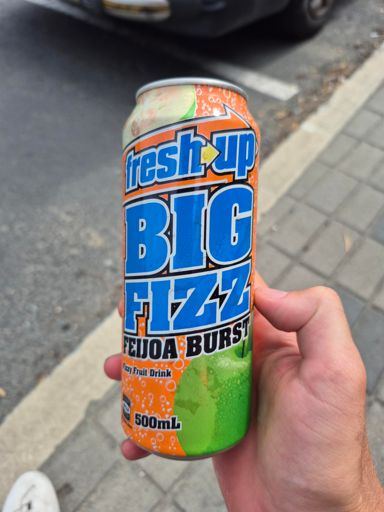 fresh up
BIG
FIZZ
FEIJOA BURST
Fizzy Fruit Drink
500mL